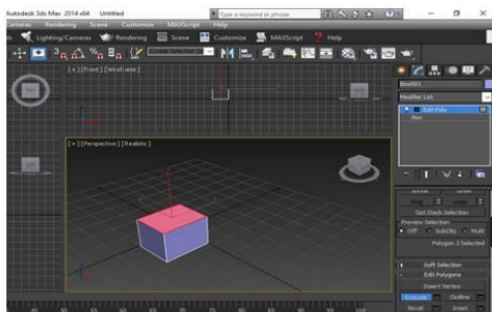 Autodesk 3ds Max 2014 x64 Untitled
Type a keyword or phrase
Cameras Rendering Scene Customize MAXScript Help
Lighting/Cameras Rendering Scene Customize MAXScript Help
[+][Front][Wireframe]
Box001
Modifier List
Edit Poly
Box
[+][Perspective][Realistic]
Ring Loop
Get Stack Selection
Preview Selection
Off SubObj Multi
Polygon 2 Selected
Soft Selection
Edit Polygons
Insert Vertex
Extrude Outline
Bevel Inset